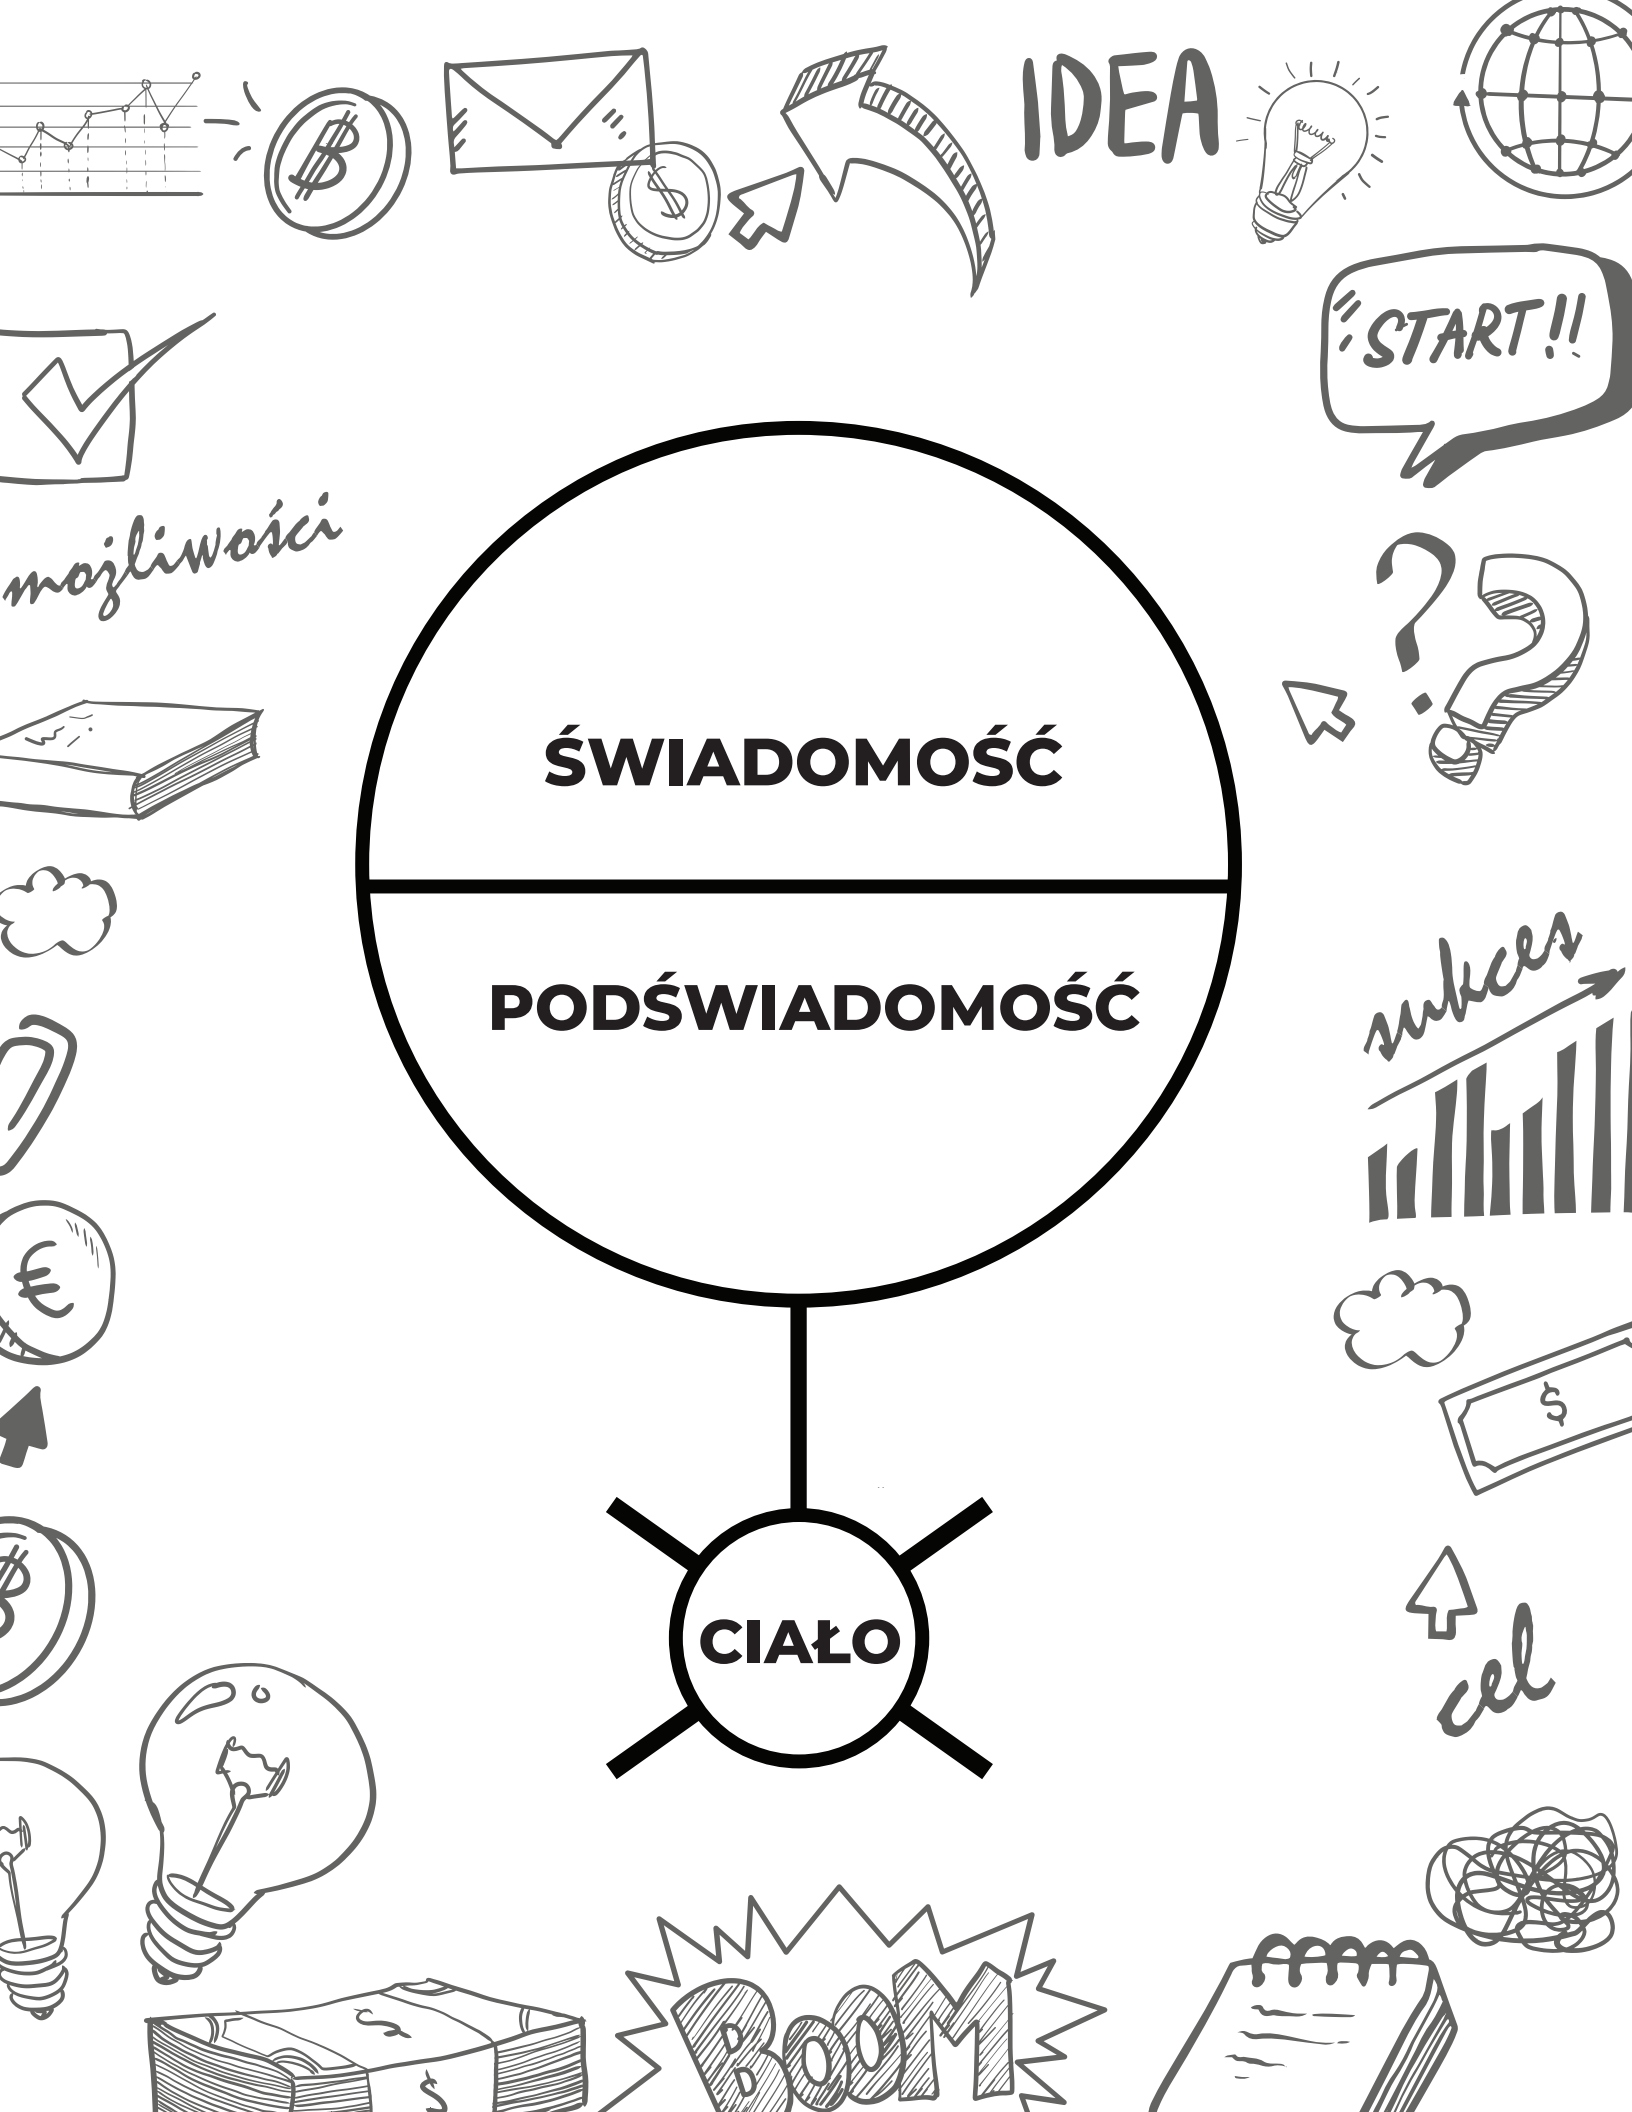 IDEA
START!!
możliwości
ŚWIADOMOŚĆ
PODŚWIADOMOŚĆ
sukces
€
$
CIAŁO
cel
BOOM